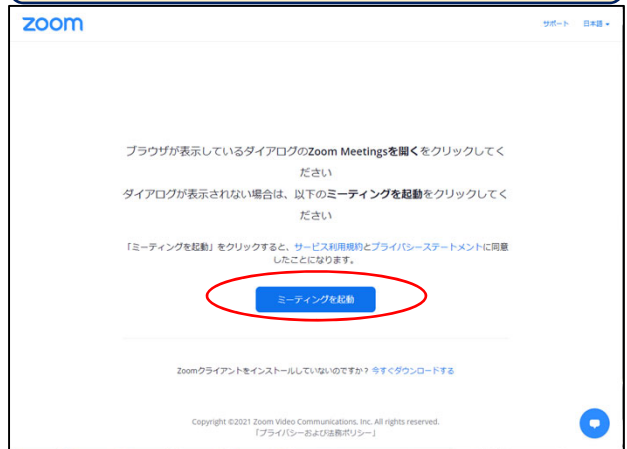 zoom
サポート 日本語
ブラウザが表示しているダイアログのZoom Meetingsを開くをクリックしてく
ださい
ダイアログが表示されない場合は、以下のミーティングを起動をクリックしてく
ださい
「ミーティングを起動」をクリックすると、サービス利用規約とプライバシーステートメントに同意
したことになります。
ミーティングを起動
Zoomクライアントをインストールしていないのですか？今すぐダウンロードする
Copyright ©2021 Zoom Video Communications, Inc. All rights reserved.
「プライバシーおよび法務ポリシー」